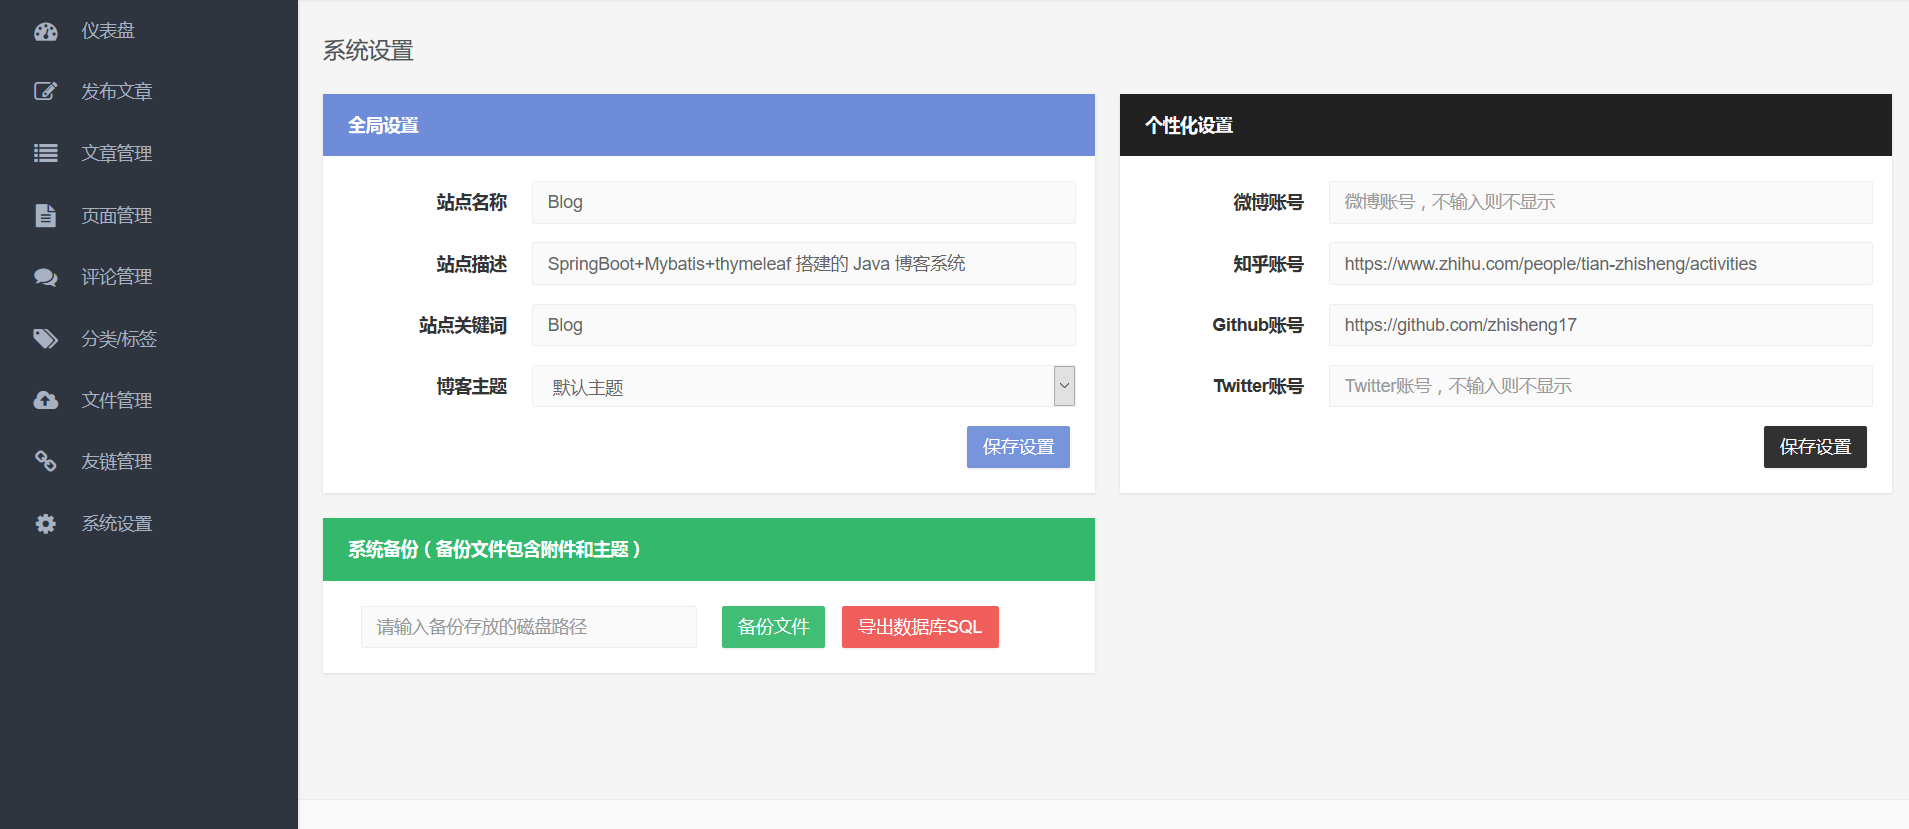 仪表盘
发布文章
文章管理
页面管理
评论管理
分类/标签
文件管理
友链管理
系统设置
系统设置
全局设置
站点名称 Blog
站点描述 SpringBoot+Mybatis+thymeleaf 搭建的 Java 博客系统
站点关键词 Blog
博客主题 默认主题
保存设置
个性化设置
微博账号 微博账号，不输入则不显示
知乎账号 https://www.zhihu.com/people/tian-zhisheng/activities
Github账号 https://github.com/zhisheng17
Twitter账号 Twitter账号，不输入则不显示
保存设置
系统备份（备份文件包含附件和主题）
请输入备份存放的磁盘路径 备份文件 导出数据库SQL